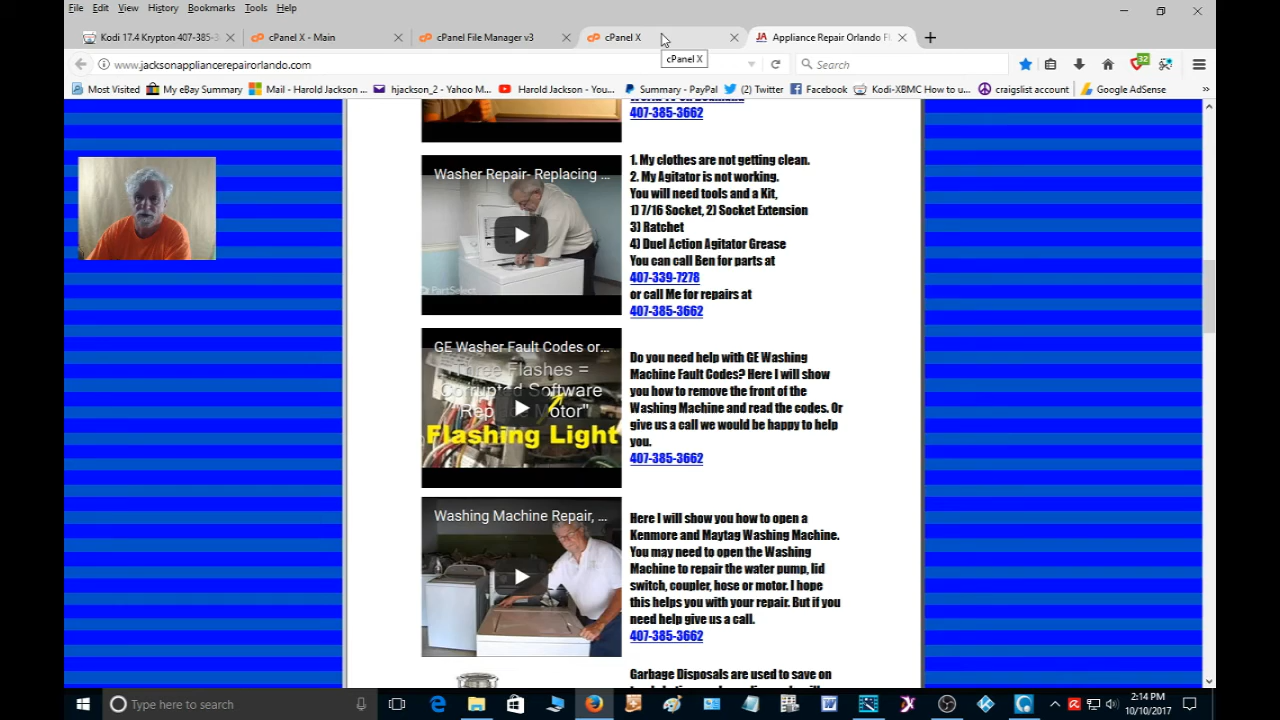 File Edit View History Bookmarks Tools Help
Kodi 17.4 Krypton 407-385-3
cPanel X - Main
cPanel File Manager v3
cPanel X
JA Appliance Repair Orlando FL
cPanel X
www.jacksonappliancerepairorlando.com
Search
32
Most Visited My eBay Summary Mail - Harold Jackson ... hjackson_2 - Yahoo M... Harold Jackson - You... Summary - PayPal (2) Twitter Facebook Kodi-XBMC How to u... craigslist account Google AdSense
407-385-3662
Washer Repair- Replacing ...
PartSelect
1. My clothes are not getting clean.
2. My Agitator is not working.
You will need tools and a Kit,
1) 7/16 Socket, 2) Socket Extension
3) Ratchet
4) Duel Action Agitator Grease
You can call Ben for parts at
407-339-7278
or call Me for repairs at
407-385-3662
GE Washer Fault Codes or...
Three Flashes =
Corrupted Software
Motor"
Flashing Light
Do you need help with GE Washing
Machine Fault Codes? Here I will show
you how to remove the front of the
Washing Machine and read the codes. Or
give us a call we would be happy to help
you.
407-385-3662
Washing Machine Repair, ...
Here I will show you how to open a
Kenmore and Maytag Washing Machine.
You may need to open the Washing
Machine to repair the water pump, lid
switch, coupler, hose or motor. I hope
this helps you with your repair. But if you
need help give us a call.
407-385-3662
Garbage Disposals are used to save on
Type here to search
2:14 PM
10/10/2017